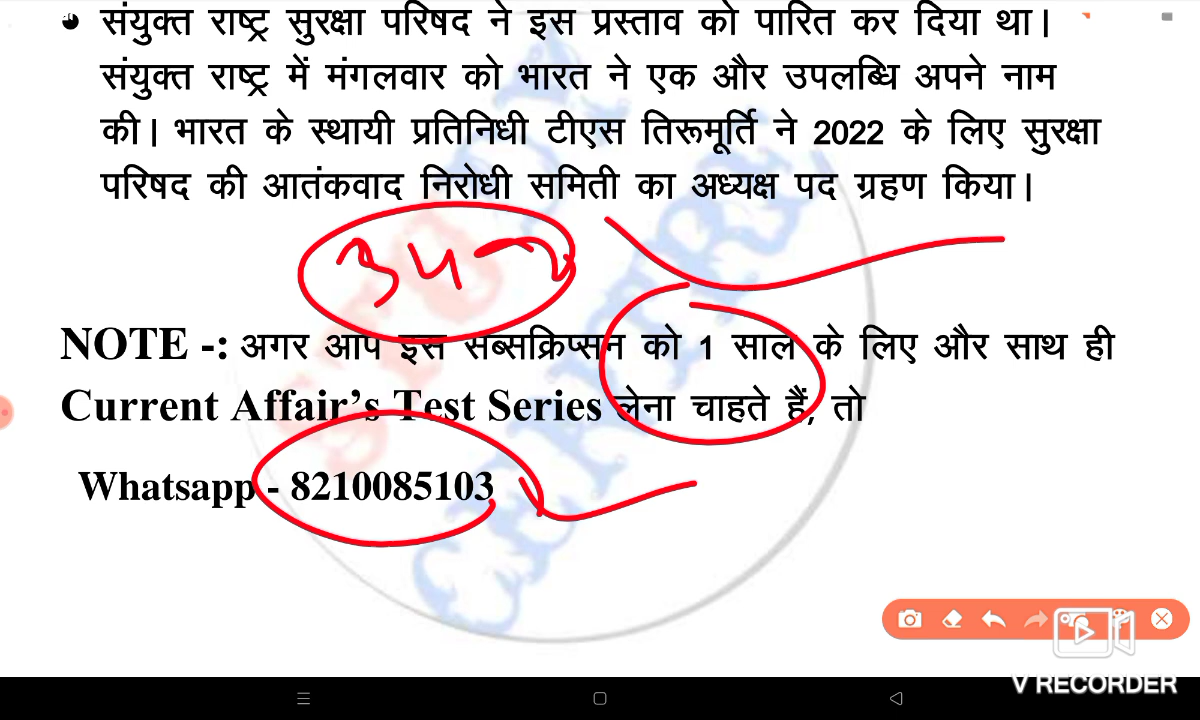 संयुक्त राष्ट्र सुरक्षा परिषद ने इस प्रस्ताव को पारित कर दिया था।
संयुक्त राष्ट्र में मंगलवार को भारत ने एक और उपलब्धि अपने नाम
की। भारत के स्थायी प्रतिनिधी टीएस तिरूमूर्ति ने 2022 के लिए सुरक्षा
परिषद की आतंकवाद निरोधी समिती का अध्यक्ष पद ग्रहण किया।
NOTE -: अगर आप इस सब्सक्रिप्सन को 1 साल के लिए और साथ ही
Current Affair’s Test Series लेना चाहते हैं, तो
Whatsapp - 8210085103
V RECORDER